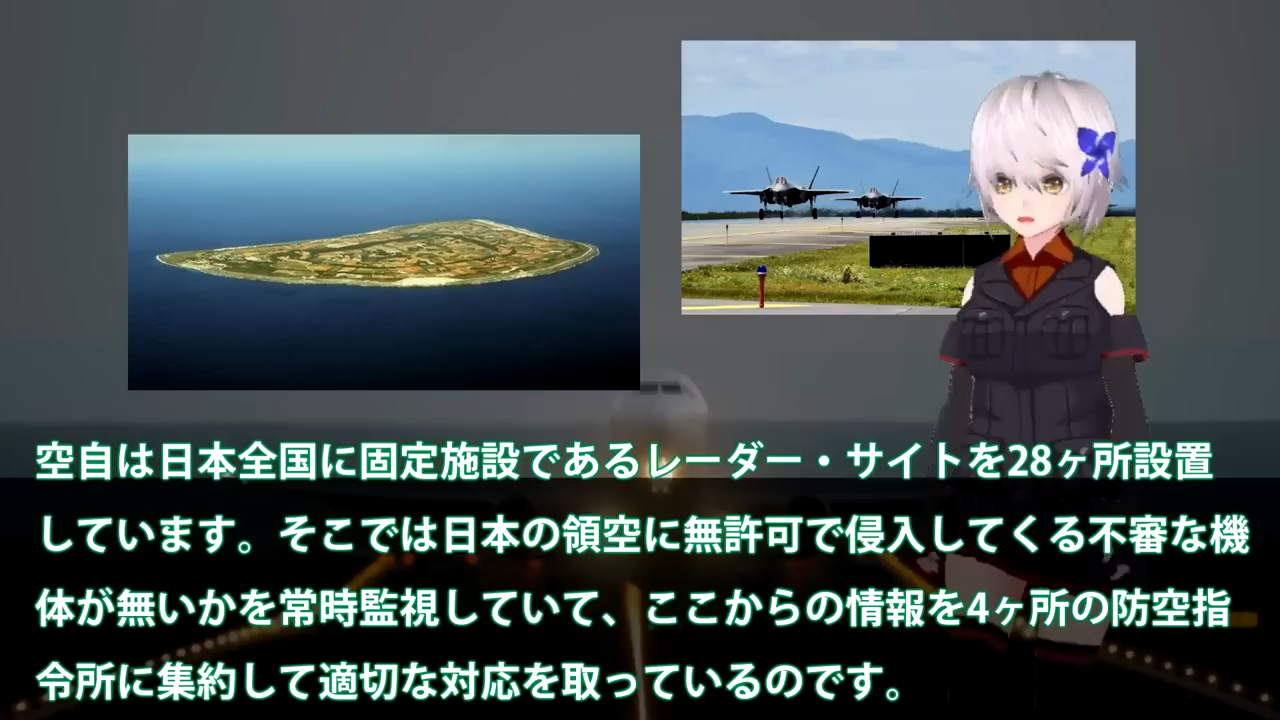 空自は日本全国に固定施設であるレーダー・サイトを28ヶ所設置
しています。そこでは日本の領空に無許可で侵入してくる不審な機
体が無いかを常時監視していて、ここからの情報を4ヶ所の防空指
令所に集約して適切な対応を取っているのです。